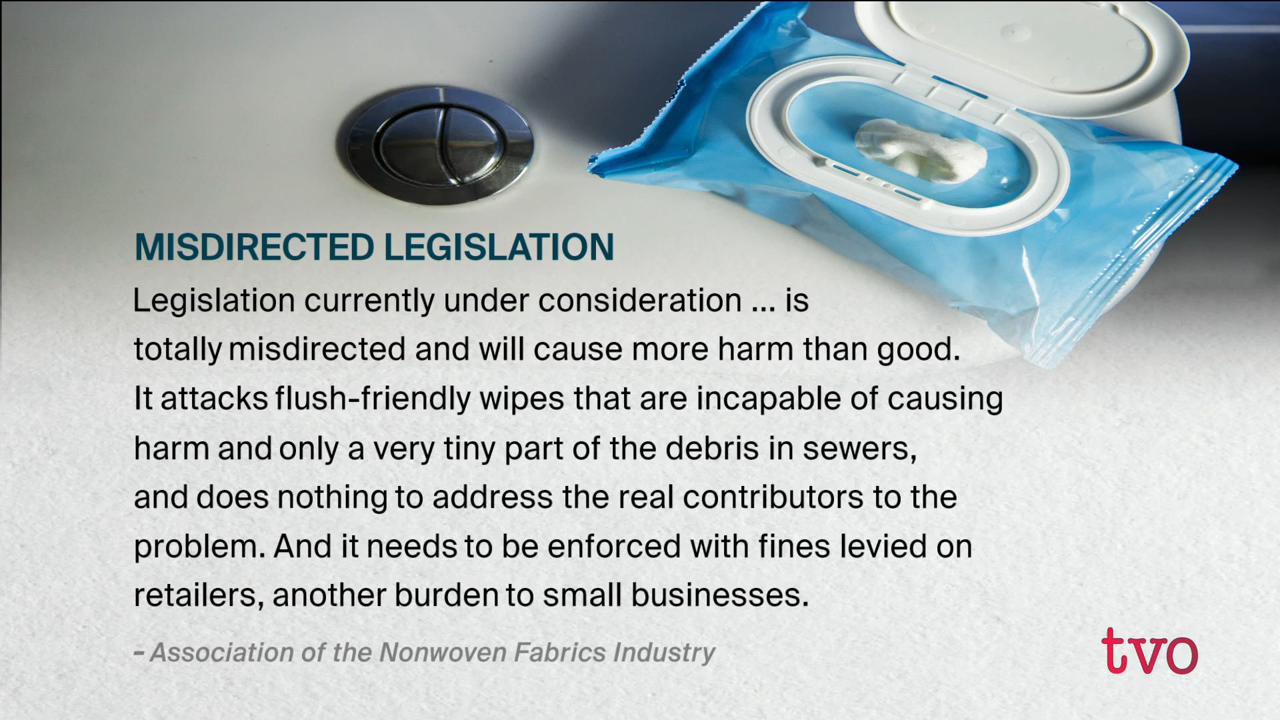 MISDIRECTED LEGISLATION
Legislation currently under consideration ... is
totally misdirected and will cause more harm than good.
It attacks flush-friendly wipes that are incapable of causing
harm and only a very tiny part of the debris in sewers,
and does nothing to address the real contributors to the
problem. And it needs to be enforced with fines levied on
retailers, another burden to small businesses.
- Association of the Nonwoven Fabrics Industry
tvo